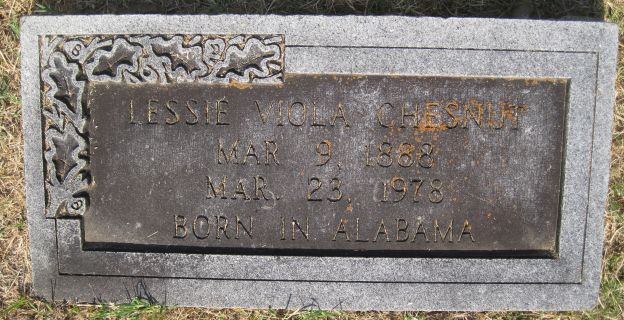 LESSIE VIOLA CHESNUT
MAR 9, 1888
MAR. 23, 1978
BORN IN ALABAMA